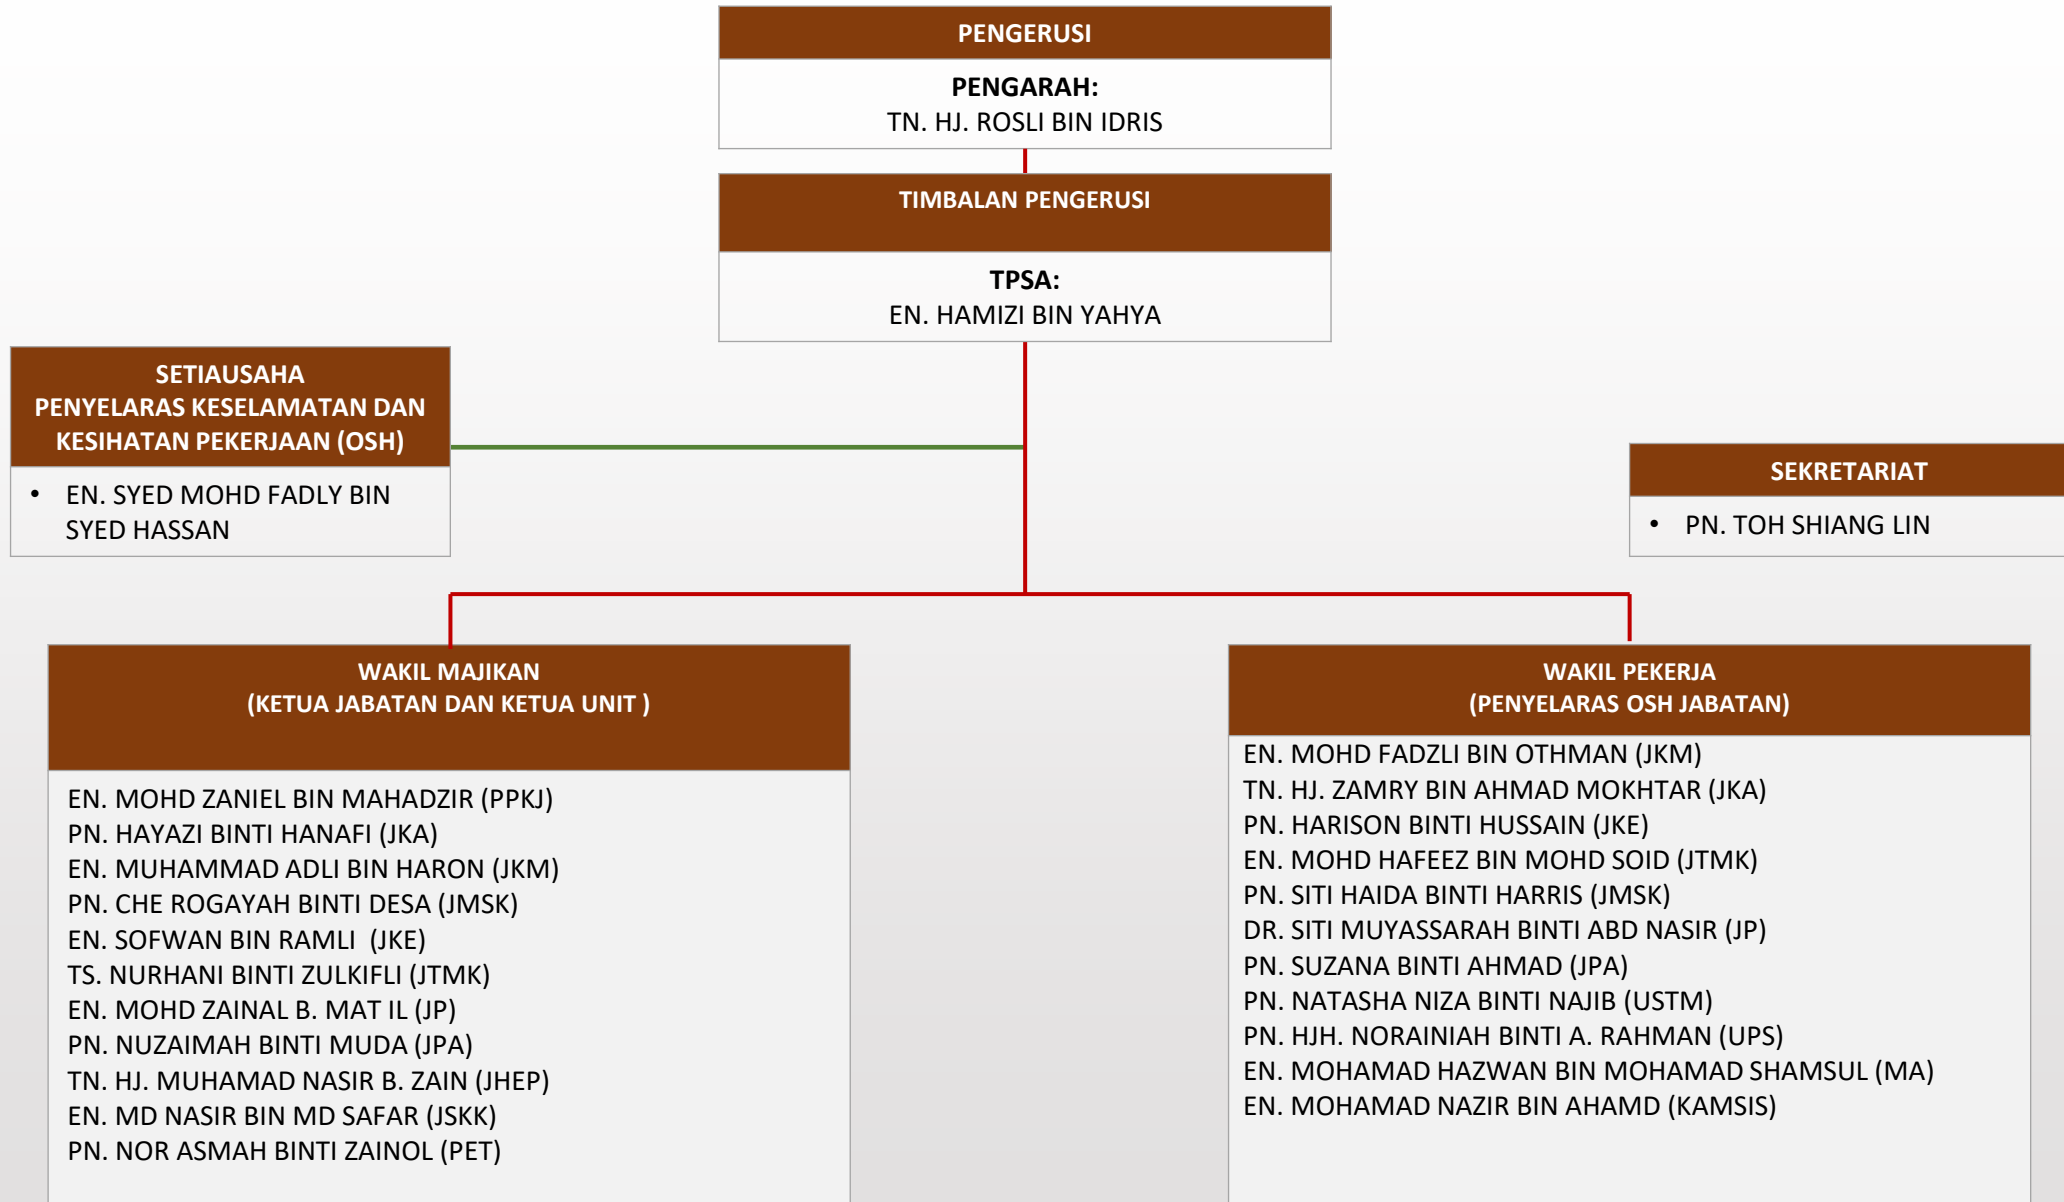 PENGERUSI
PENGARAH:
TN. HJ. ROSLI BIN IDRIS
TIMBALAN PENGERUSI
TPSA:
EN. HAMIZI BIN YAHYA
SETIAUSAHA
PENYELARAS KESELAMATAN DAN
KESIHATAN PEKERJAAN (OSH)
• EN. SYED MOHD FADLY BIN
SYED HASSAN
SEKRETARIAT
• PN. TOH SHIANG LIN
WAKIL MAJIKAN
(KETUA JABATAN DAN KETUA UNIT )
EN. MOHD ZANIEL BIN MAHADZIR (PPKJ)
PN. HAYAZI BINTI HANAFI (JKA)
EN. MUHAMMAD ADLI BIN HARON (JKM)
PN. CHE ROGAYAH BINTI DESA (JMSK)
EN. SOFWAN BIN RAMLI  (JKE)
TS. NURHANI BINTI ZULKIFLI (JTMK)
EN. MOHD ZAINAL B. MAT IL (JP)
PN. NUZAIMAH BINTI MUDA (JPA)
TN. HJ. MUHAMAD NASIR B. ZAIN (JHEP)
EN. MD NASIR BIN MD SAFAR (JSKK)
PN. NOR ASMAH BINTI ZAINOL (PET)
WAKIL PEKERJA
(PENYELARAS OSH JABATAN)
EN. MOHD FADZLI BIN OTHMAN (JKM)
TN. HJ. ZAMRY BIN AHMAD MOKHTAR (JKA)
PN. HARISON BINTI HUSSAIN (JKE)
EN. MOHD HAFEEZ BIN MOHD SOID (JTMK)
PN. SITI HAIDA BINTI HARRIS (JMSK)
DR. SITI MUYASSARAH BINTI ABD NASIR (JP)
PN. SUZANA BINTI AHMAD (JPA)
PN. NATASHA NIZA BINTI NAJIB (USTM)
PN. HJH. NORAINIAH BINTI A. RAHMAN (UPS)
EN. MOHAMAD HAZWAN BIN MOHAMAD SHAMSUL (MA)
EN. MOHAMAD NAZIR BIN AHAMD (KAMSIS)